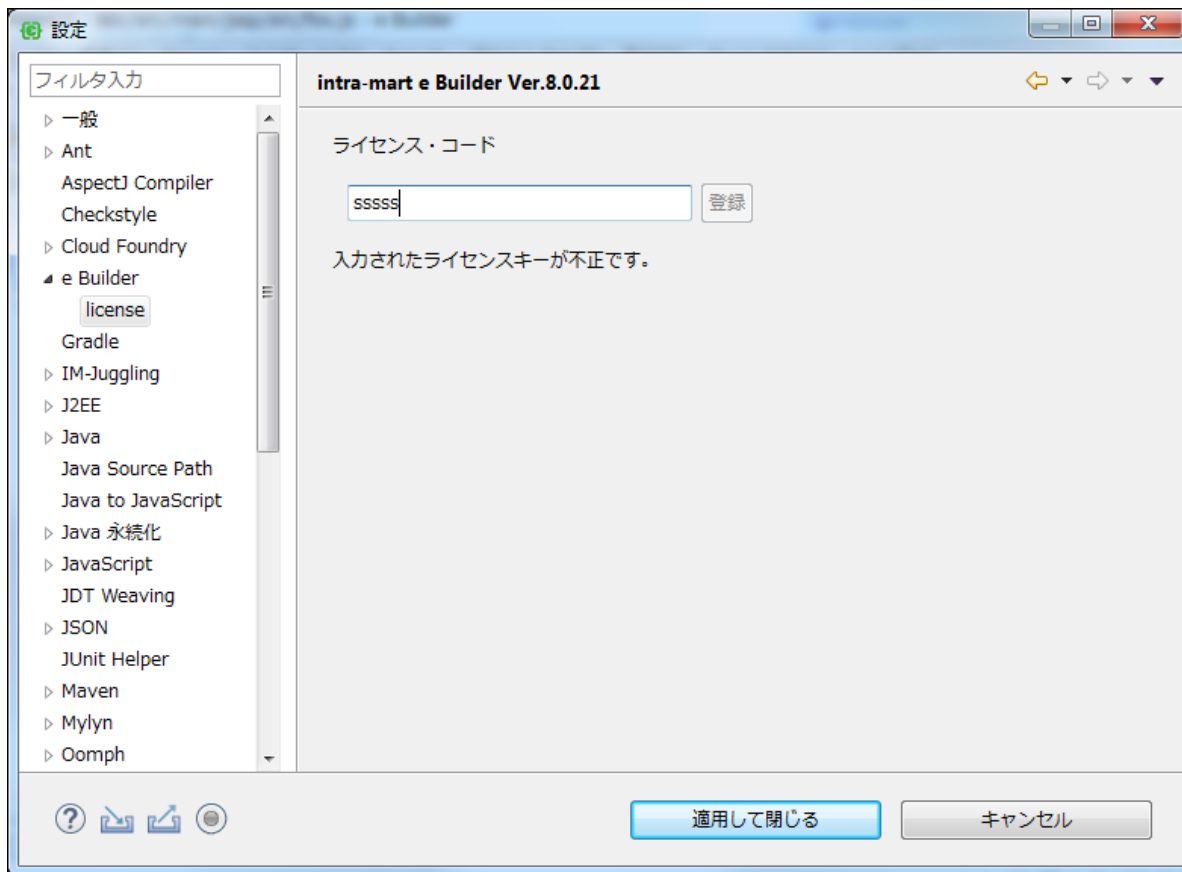 設定
フィルタ入力
一般
Ant
AspectJ Compiler
Checkstyle
Cloud Foundry
e Builder
license
Gradle
IM-Juggling
J2EE
Java
Java Source Path
Java to JavaScript
Java 永続化
JavaScript
JDT Weaving
JSON
JUnit Helper
Maven
Mylyn
Oomph
intra-mart e Builder Ver.8.0.21
ライセンス・コード
sssss
登録
入力されたライセンスキーが不正です。
適用して閉じる
キャンセル